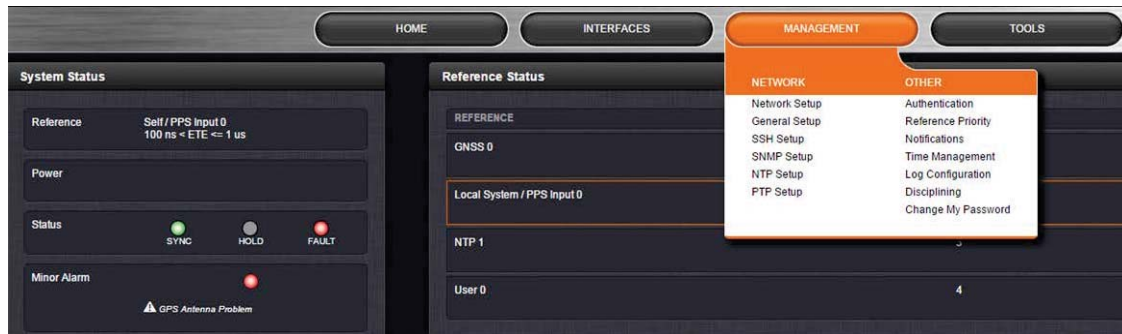 HOME
INTERFACES
MANAGEMENT
TOOLS
System Status
Reference
Self / PPS Input 0
100 ns < ETE <= 1 us
Power
Status
SYNC
HOLD
FAULT
Minor Alarm
GPS Antenna Problem
Reference Status
REFERENCE
GNSS 0
Local System / PPS Input 0
NTP 1
User 0
4
NETWORK
Network Setup
General Setup
SSH Setup
SNMP Setup
NTP Setup
PTP Setup
OTHER
Authentication
Reference Priority
Notifications
Time Management
Log Configuration
Disciplining
Change My Password